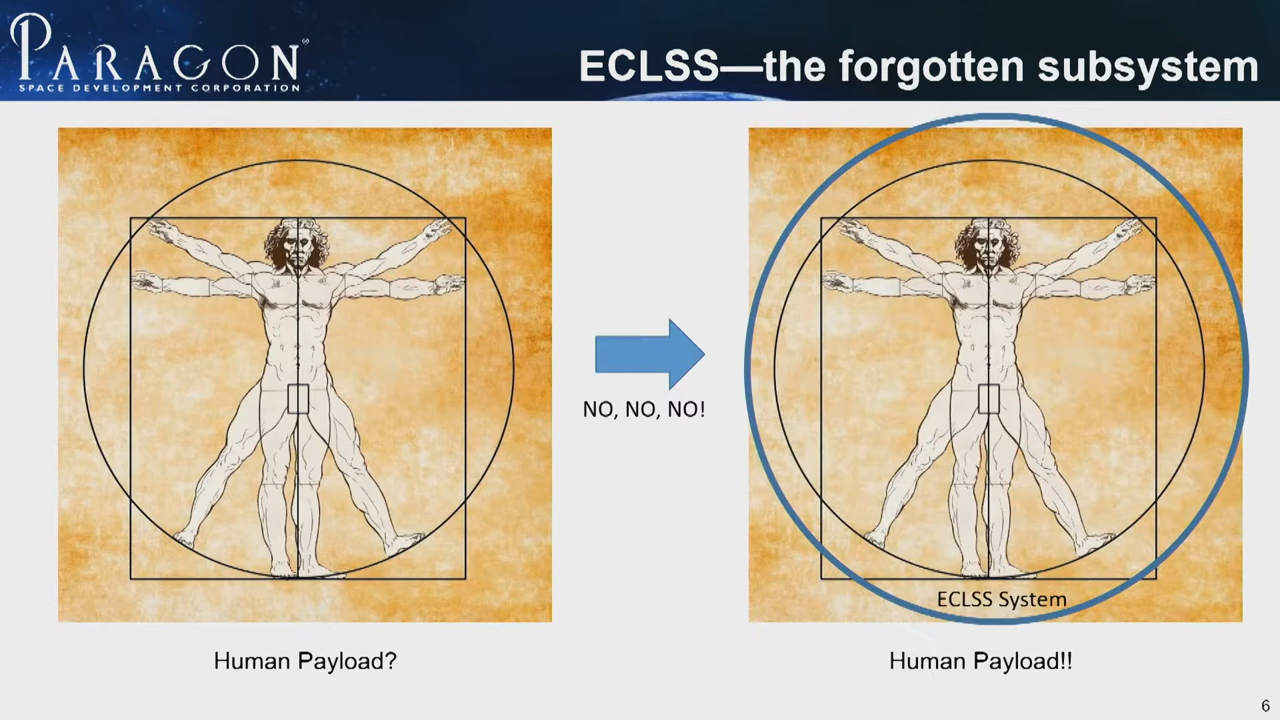 PARAGON®
SPACE DEVELOPMENT CORPORATION
ECLSS—the forgotten subsystem
NO, NO, NO!
ECLSS System
Human Payload?
Human Payload!!
6